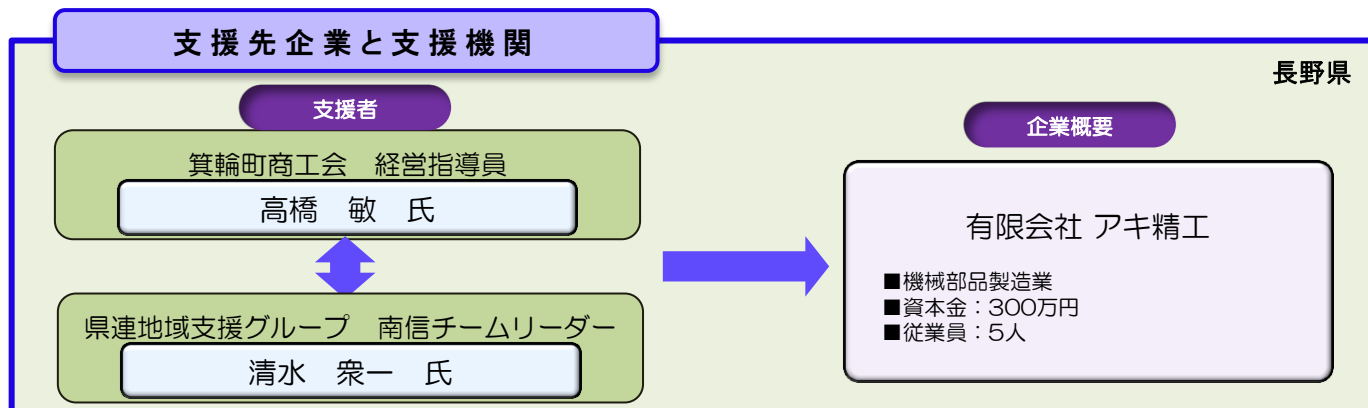 支援先企業と支援機関
長野県
支援者
箕輪町商工会　経営指導員
高橋　敏　氏
県連地域支援グループ　南信チームリーダー
清水　衆一　氏
企業概要
有限会社 アキ精工
■機械部品製造業
■資本金：300万円
■従業員：5人